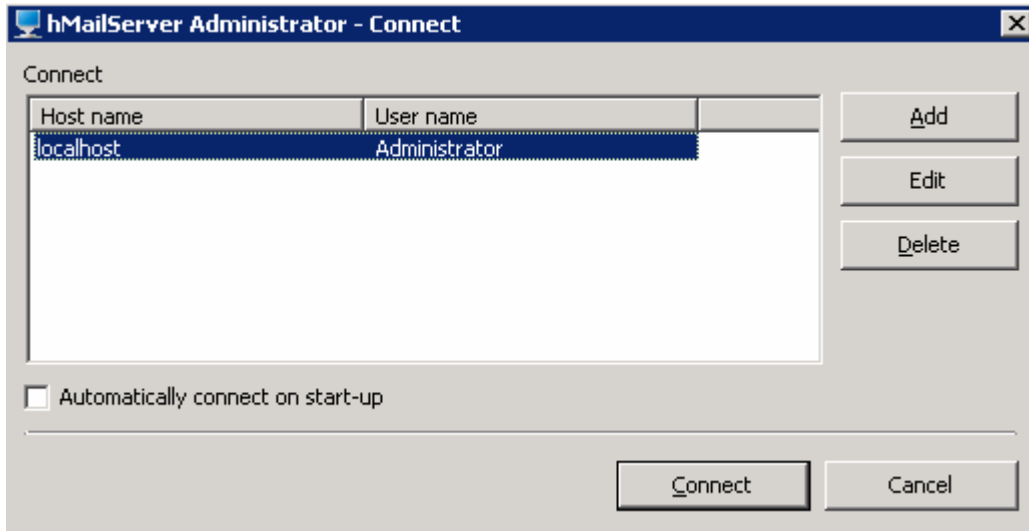 hMailServer Administrator - Connect
Connect
Host name User name
localhost Administrator
Add
Edit
Delete
Automatically connect on start-up
Connect Cancel